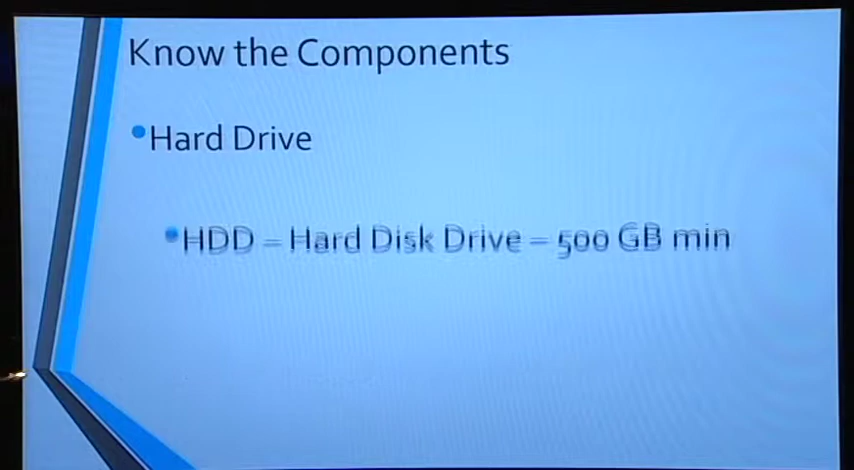 Know the Components
•Hard Drive
•HDD – Hard Disk Drive – 500 GB min